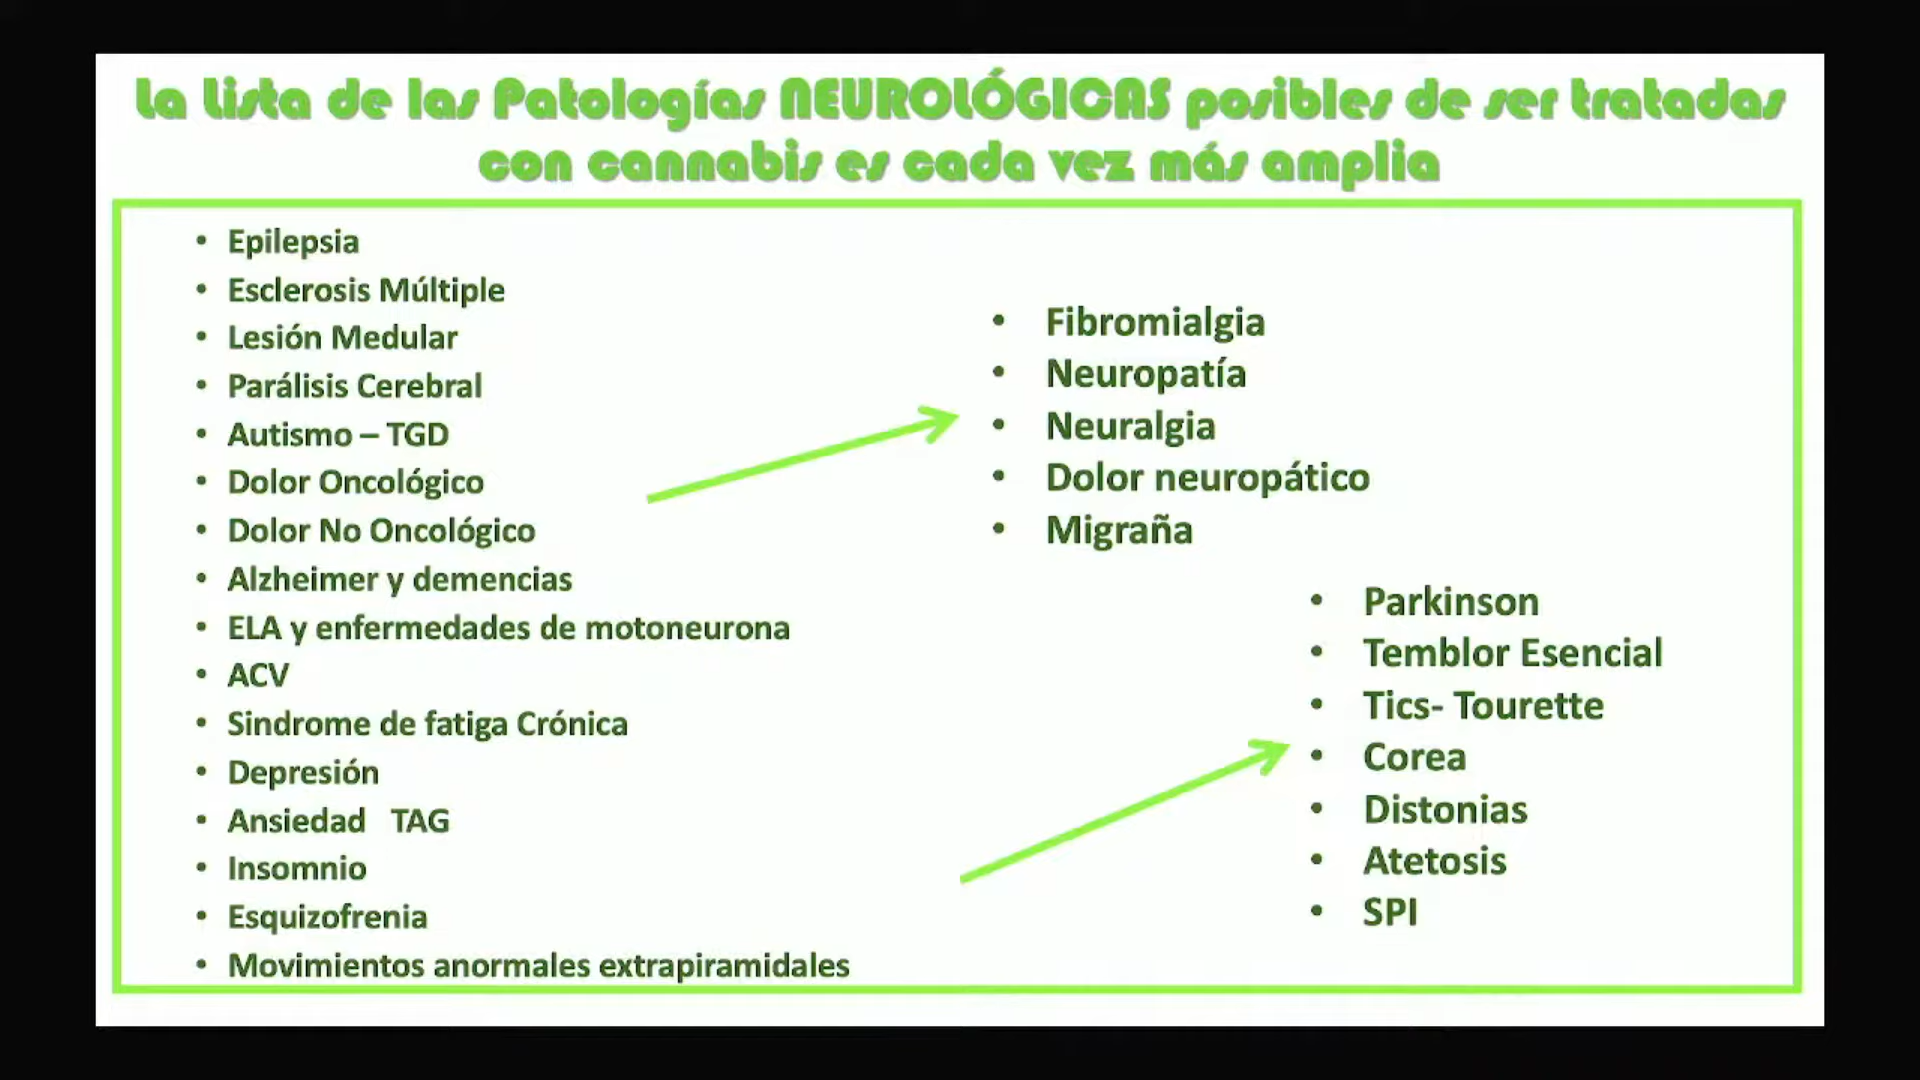 La Lista de las Patologías NEUROLÓGICAS posibles de ser tratadas
con cannabis es cada vez más amplia
• Epilepsia
• Esclerosis Múltiple
• Lesión Medular
• Parálisis Cerebral
• Autismo – TGD
• Dolor Oncológico
• Dolor No Oncológico
• Alzheimer y demencias
• ELA y enfermedades de motoneurona
• ACV
• Sindrome de fatiga Crónica
• Depresión
• Ansiedad TAG
• Insomnio
• Esquizofrenia
• Movimientos anormales extrapiramidales
• Fibromialgia
• Neuropatía
• Neuralgia
• Dolor neuropático
• Migraña
• Parkinson
• Temblor Esencial
• Tics- Tourette
• Corea
• Distonias
• Atetosis
• SPI